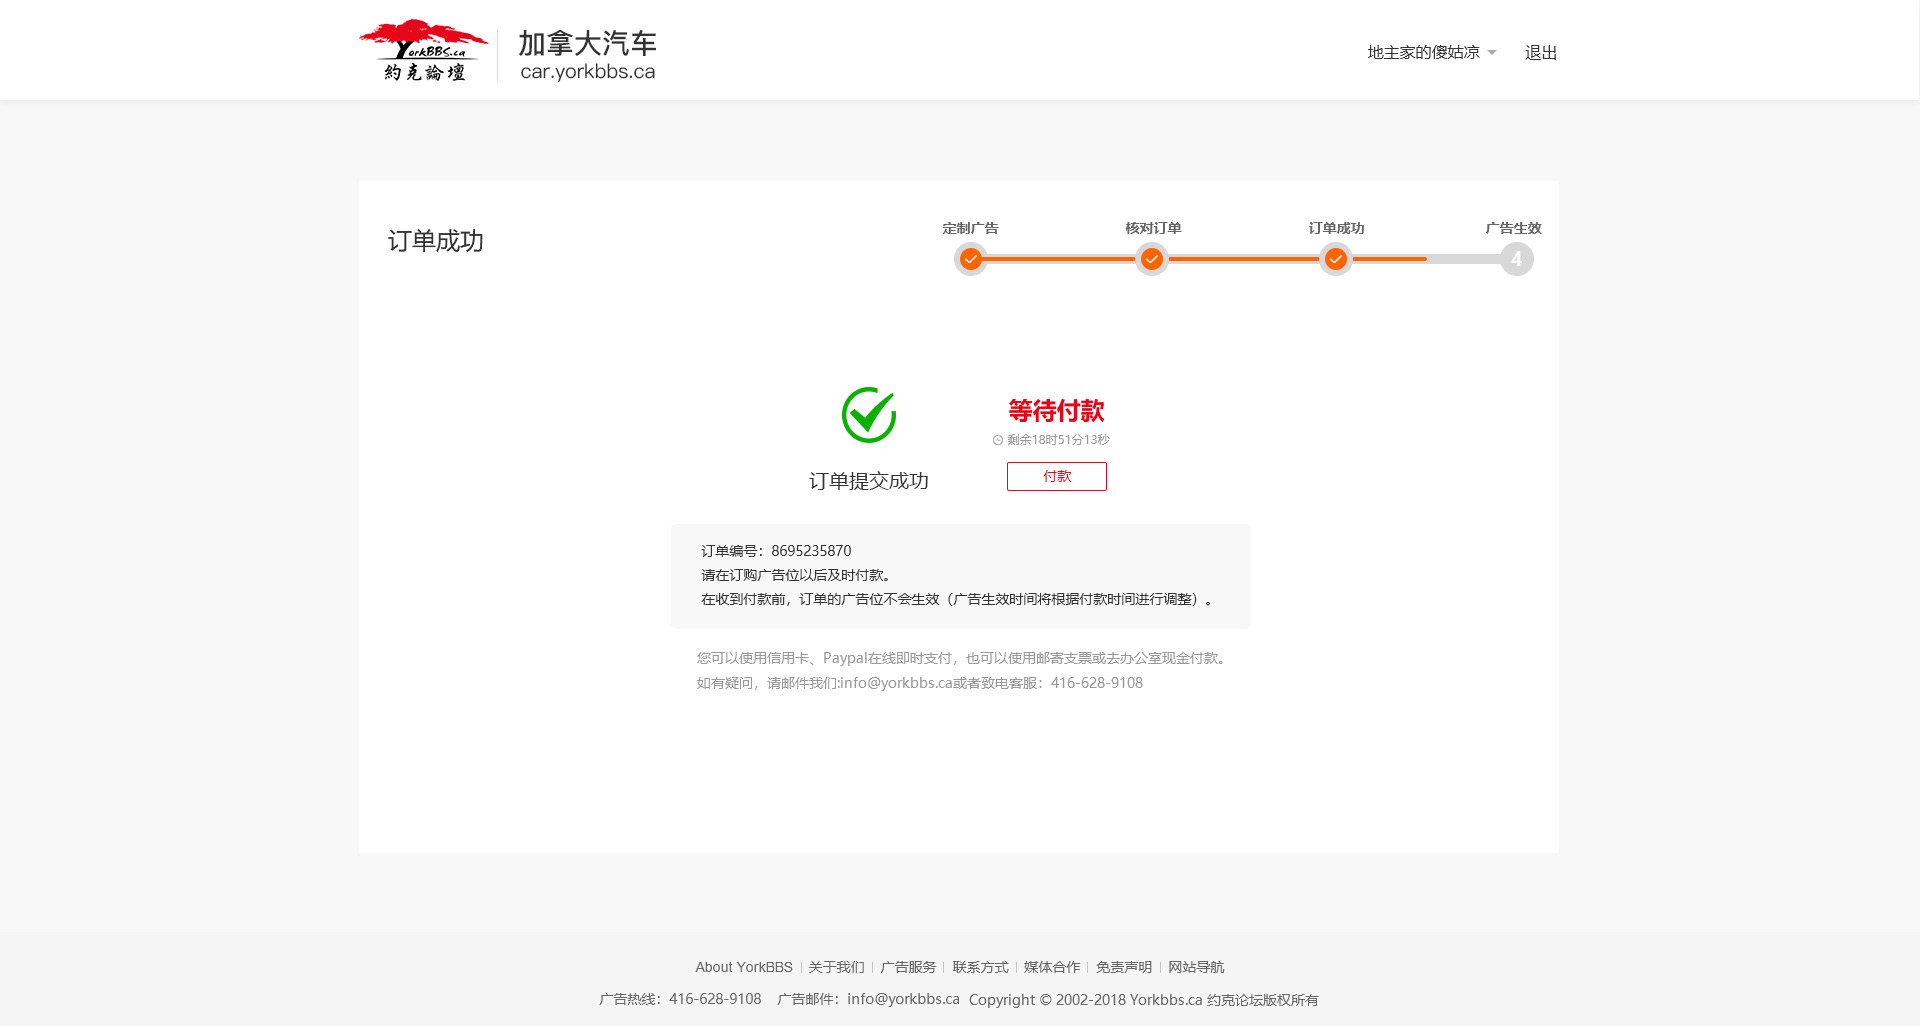 YorkBBS.ca
約克論壇
加拿大汽车
car.yorkbbs.ca
地主家的傻姑凉
退出
订单成功
定制广告
核对订单
订单成功
广告生效
4
订单提交成功
等待付款
剩余18时51分13秒
付款
订单编号：8695235870
请在订购广告位以后及时付款。
在收到付款前，订单的广告位不会生效（广告生效时间将根据付款时间进行调整）。
您可以使用信用卡、Paypal在线即时支付，也可以使用邮寄支票或去办公室现金付款。
如有疑问，请邮件我们:info@yorkbbs.ca或者致电客服：416-628-9108
About YorkBBS | 关于我们 | 广告服务 | 联系方式 | 媒体合作 | 免责声明 | 网站导航
广告热线：416-628-9108 广告邮件：info@yorkbbs.ca Copyright © 2002-2018 Yorkbbs.ca 约克论坛版权所有